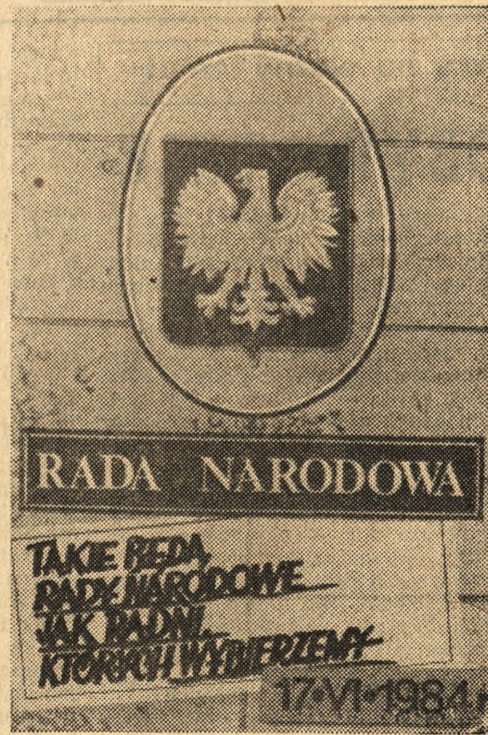 RADA NARODOWA
TAKIE BĘDĄ
RADY NARODOWE
JAK RADNI,
KTÓRYCH WYBIERZEMY
17•VI•1984 r